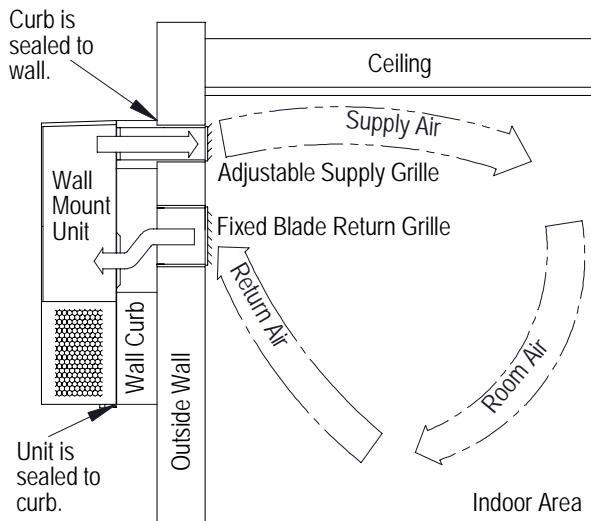 Curb is
sealed to
wall.
Ceiling
Supply Air
Adjustable Supply Grille
Wall
Mount
Unit
Fixed Blade Return Grille
Return Air
Room Air
Wall Curb
Outside Wall
Unit is
sealed to
curb.
Indoor Area